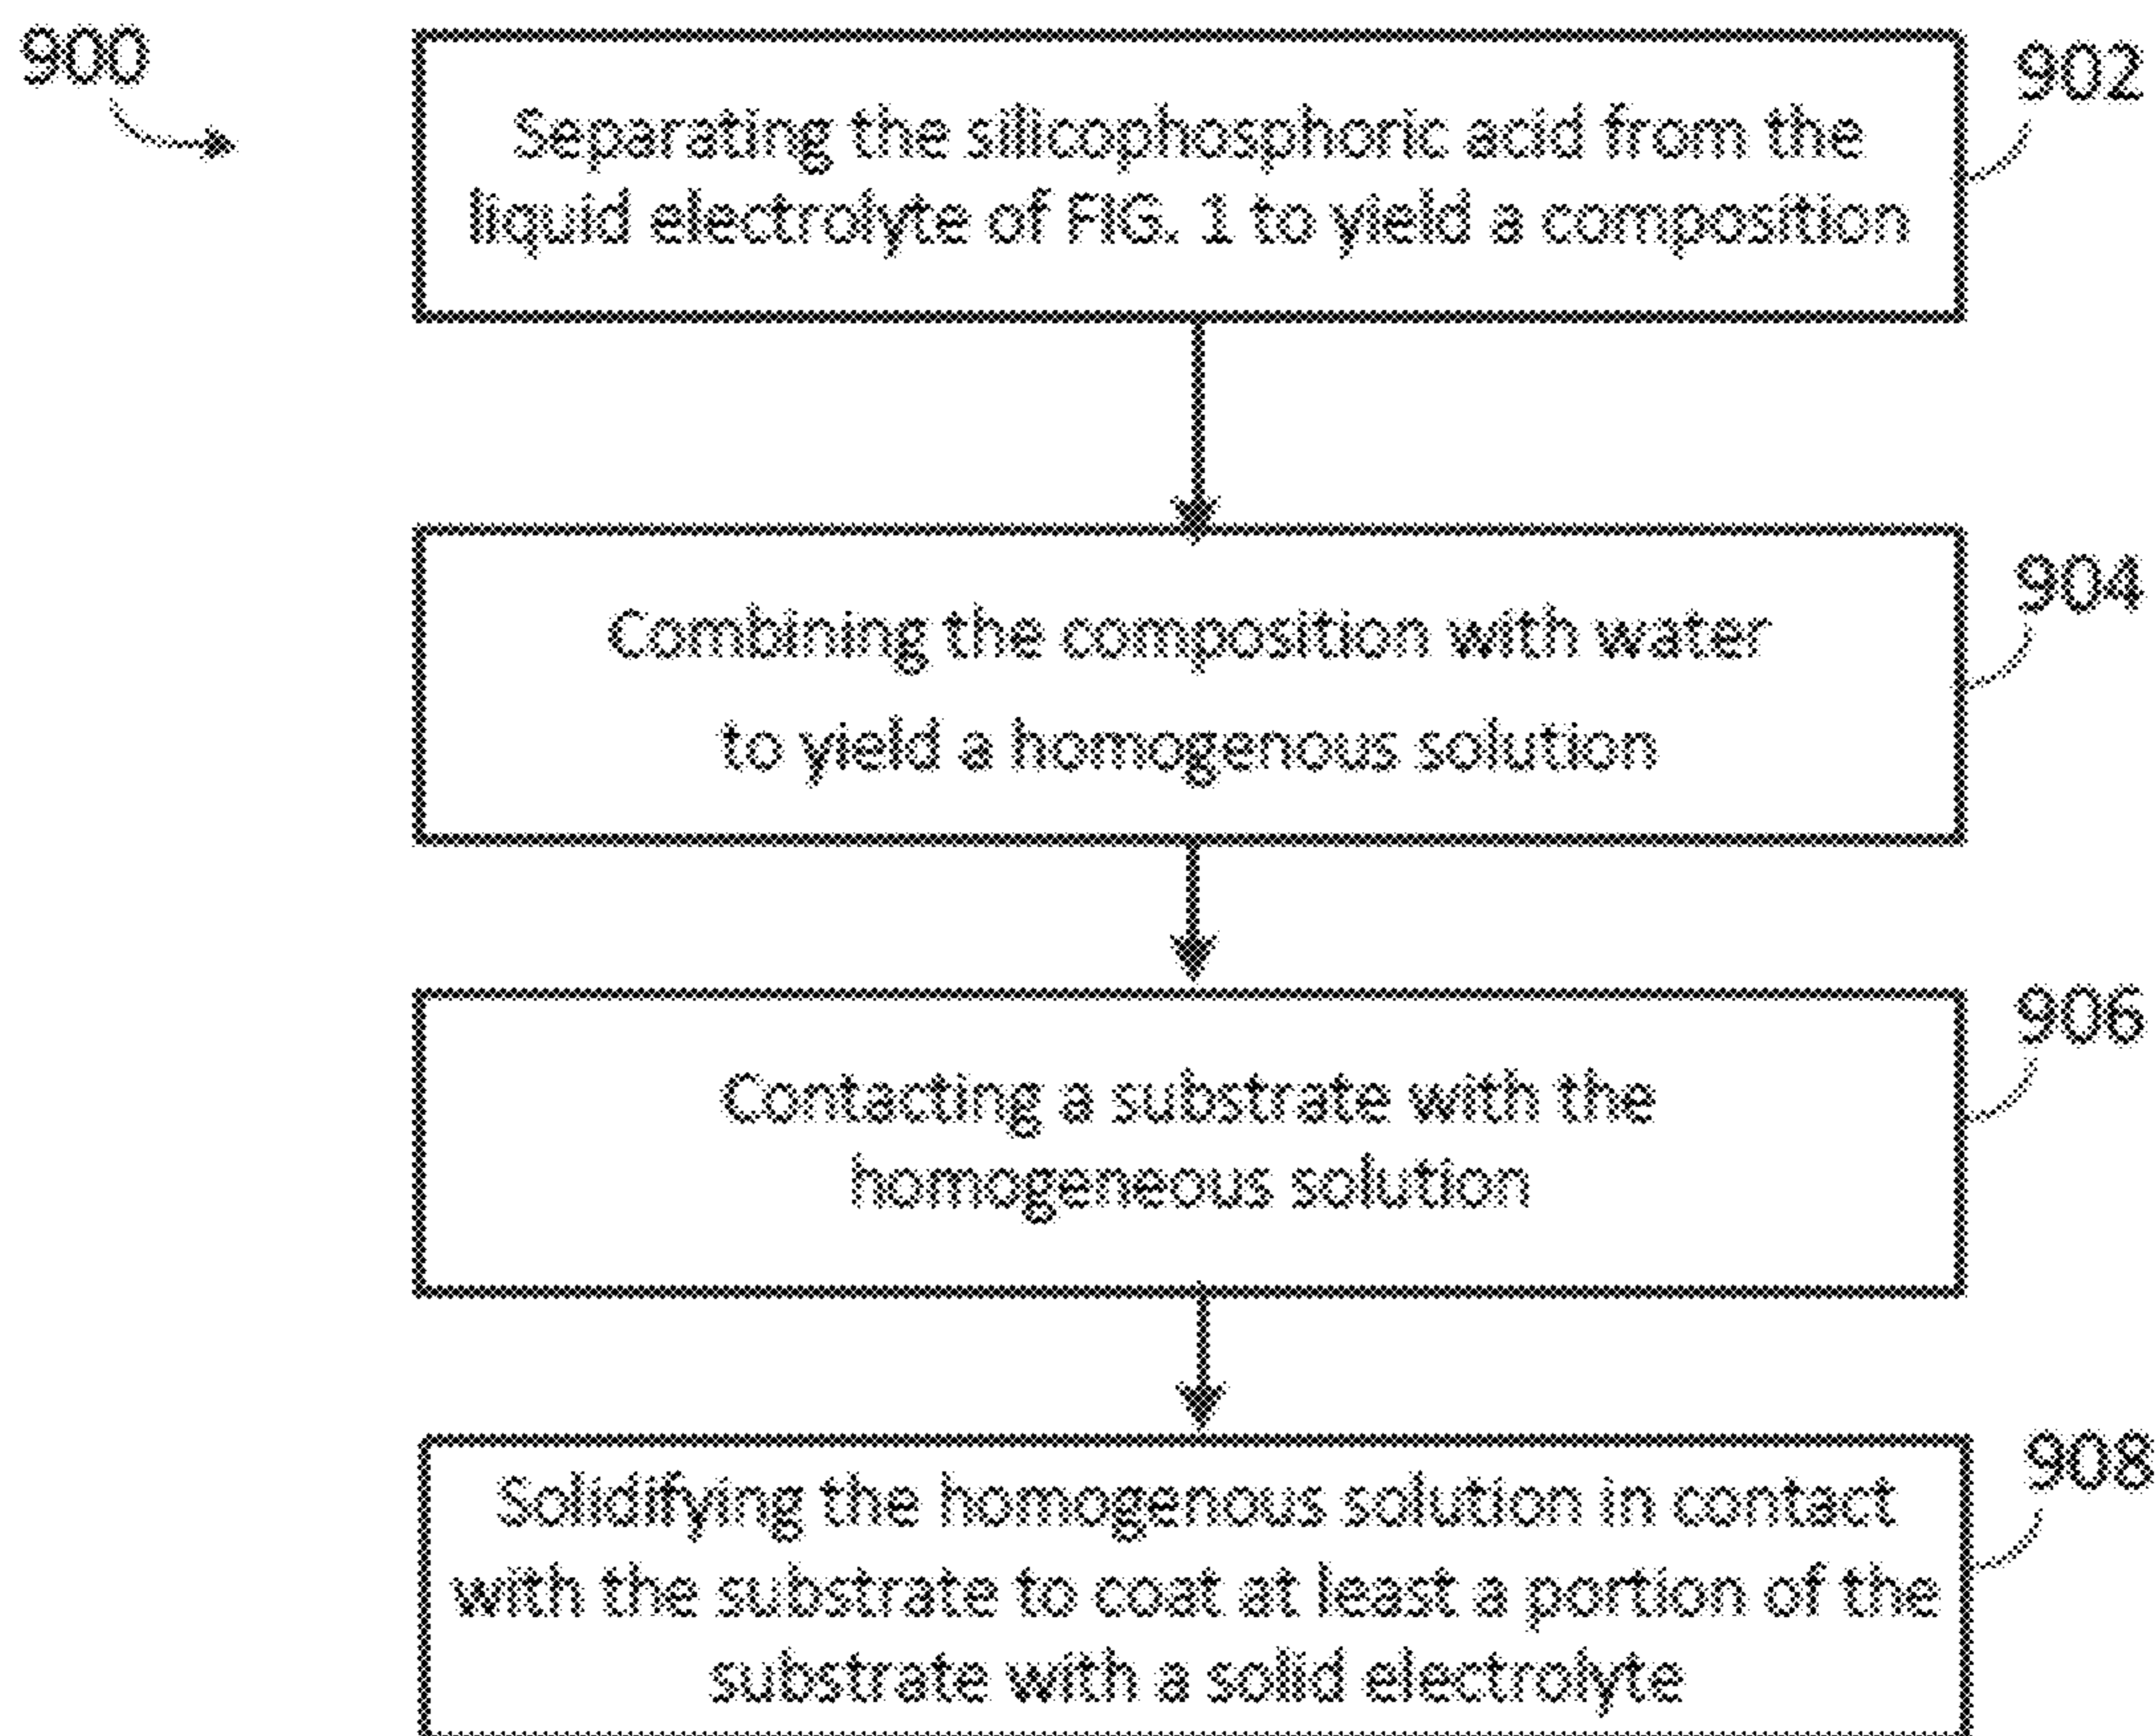 900
902
Separating the silicophosphoric acid from the
liquid electrolyte of FIG. 1 to yield a composition
904
Combining the composition with water
to yield a homogenous solution
906
Contacting a substrate with the
homogeneous solution
908
Solidifying the homogenous solution in contact
with the substrate to coat at least a portion of the
substrate with a solid electrolyte